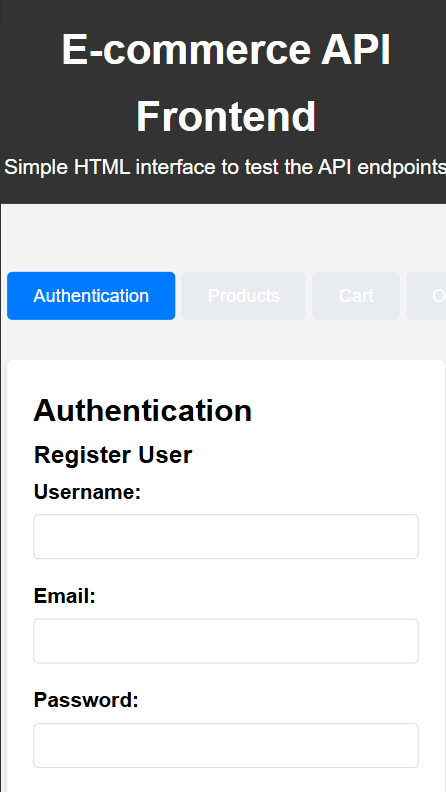 E-commerce API
Frontend
Simple HTML interface to test the API endpoints
Authentication Products Cart O
Authentication
Register User
Username:
Email:
Password: